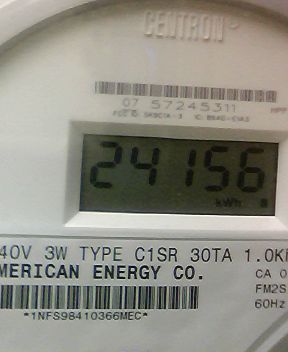 CENTRON
07 57245311
24156
kWh
40V 3W TYPE C1SR 30TA 1.0K
MERICAN ENERGY CO.
CA 0
FM2S
60Hz
*1NFS98410366MEC*